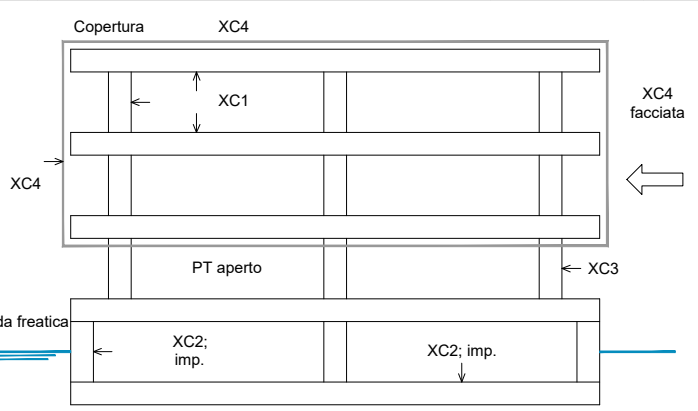 Copertura XC4
XC1
XC4
facciata
XC4
PT aperto
XC3
da freatica
XC2;
imp.
XC2; imp.